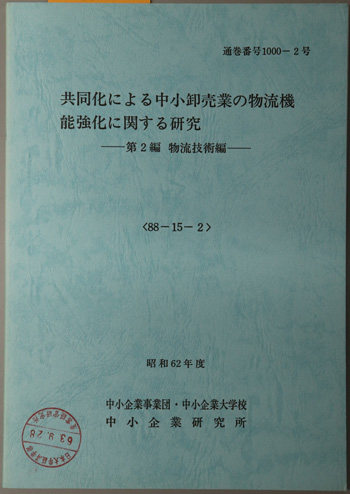 通巻番号1000－2号
共同化による中小卸売業の物流機
能強化に関する研究
——第2編 物流技術編——
〈88－15－2〉
昭和62年度
中小企業事業団・中小企業大学校
中小企業研究所
63.9.28